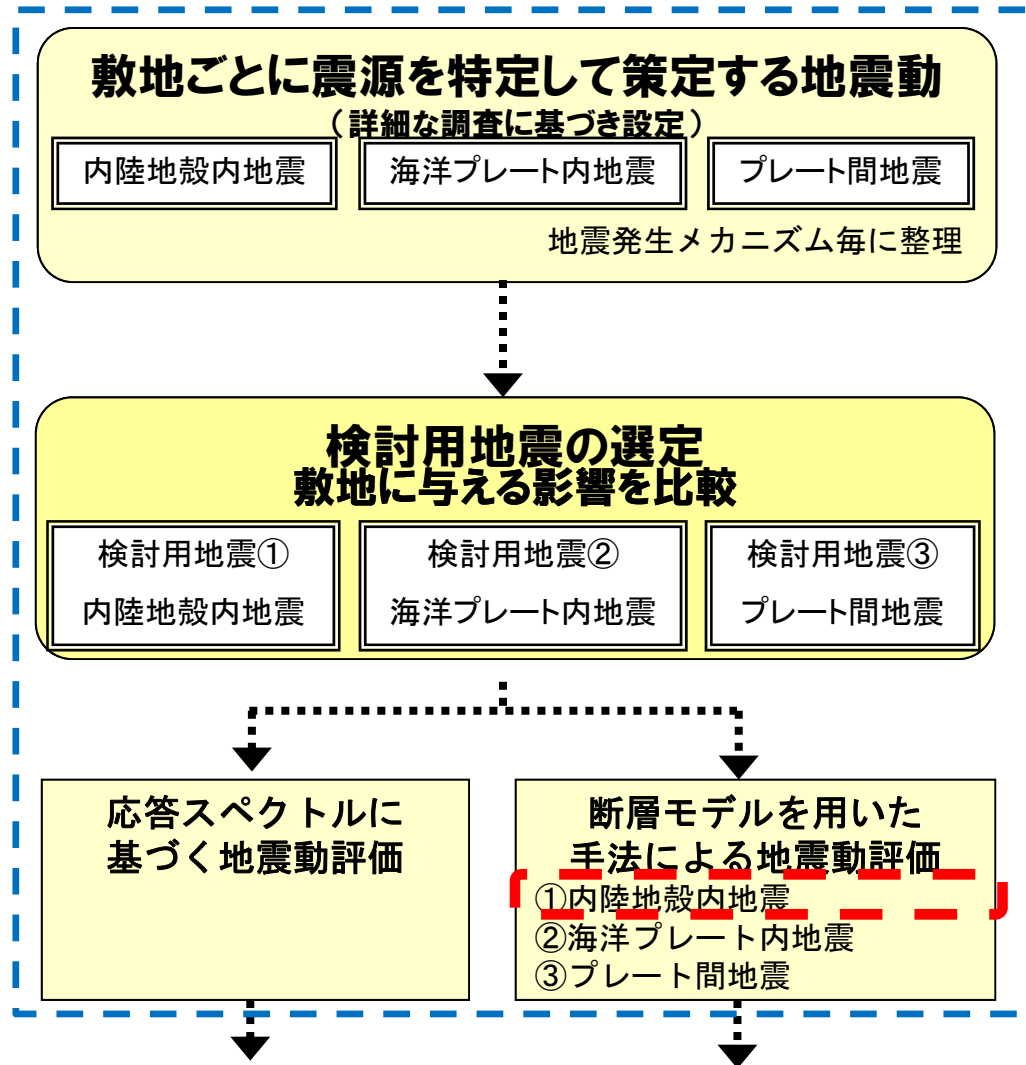 敷地ごとに震源を特定して策定する地震動
（詳細な調査に基づき設定）
内陸地殻内地震
海洋プレート内地震
プレート間地震
地震発生メカニズム毎に整理
検討用地震の選定
敷地に与える影響を比較
検討用地震①
内陸地殻内地震
検討用地震②
海洋プレート内地震
検討用地震③
プレート間地震
応答スペクトルに
基づく地震動評価
断層モデルを用いた
手法による地震動評価
①内陸地殻内地震
②海洋プレート内地震
③プレート間地震